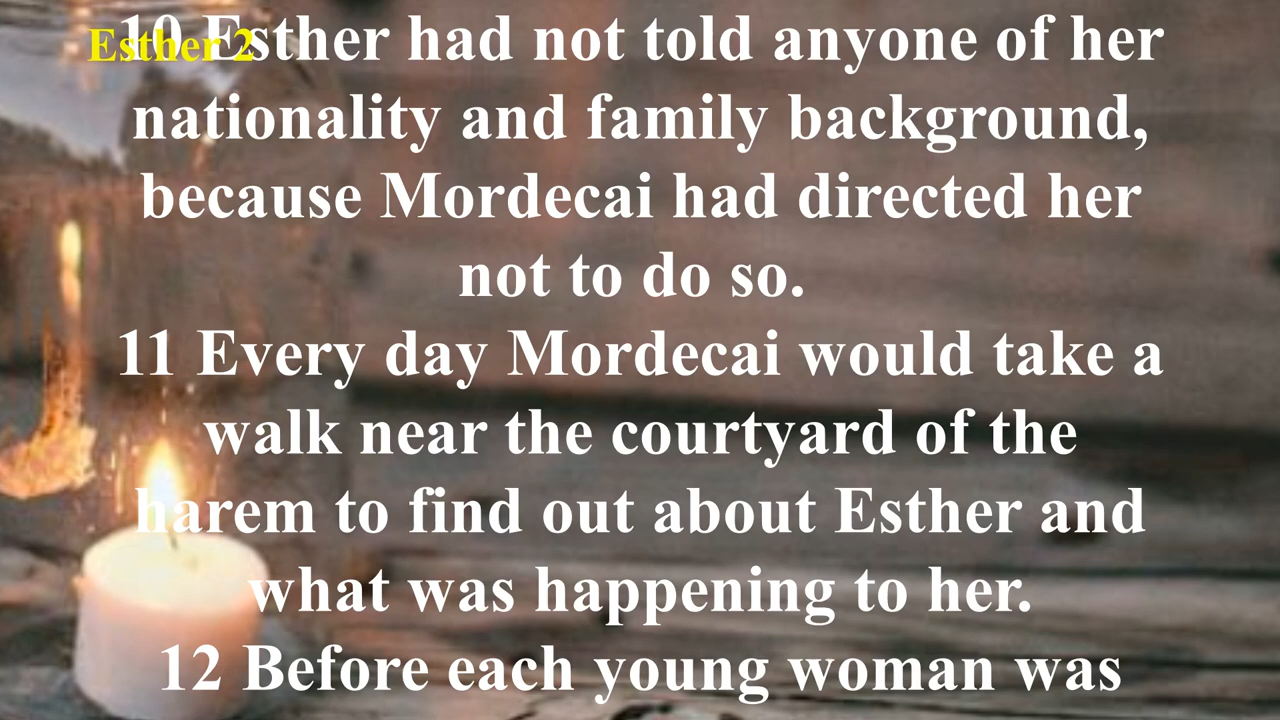 Esther 2
10 Esther had not told anyone of her
nationality and family background,
because Mordecai had directed her
not to do so.
11 Every day Mordecai would take a
walk near the courtyard of the
harem to find out about Esther and
what was happening to her.
12 Before each young woman was